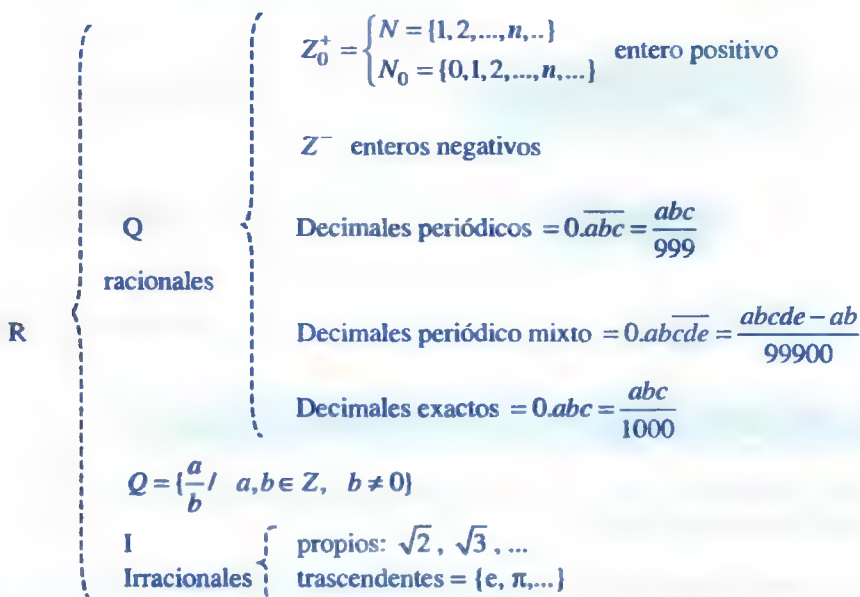 Z₀⁺ = { N = {1,2,...,n,..}
N₀ = {0,1,2,...,n,...} entero positivo
Z⁻ enteros negativos
Q
racionales
Decimales periódicos = 0.a̅b̅c̅ = abc/999
R
Decimales periódico mixto = 0.abc̅d̅e̅ = abcde − ab/99900
Decimales exactos = 0.abc = abc/1000
Q = {a/b / a,b ∈ Z, b ≠ 0}
I
Irracionales
propios: √2 , √3 , ...
trascendentes = {e, π,...}